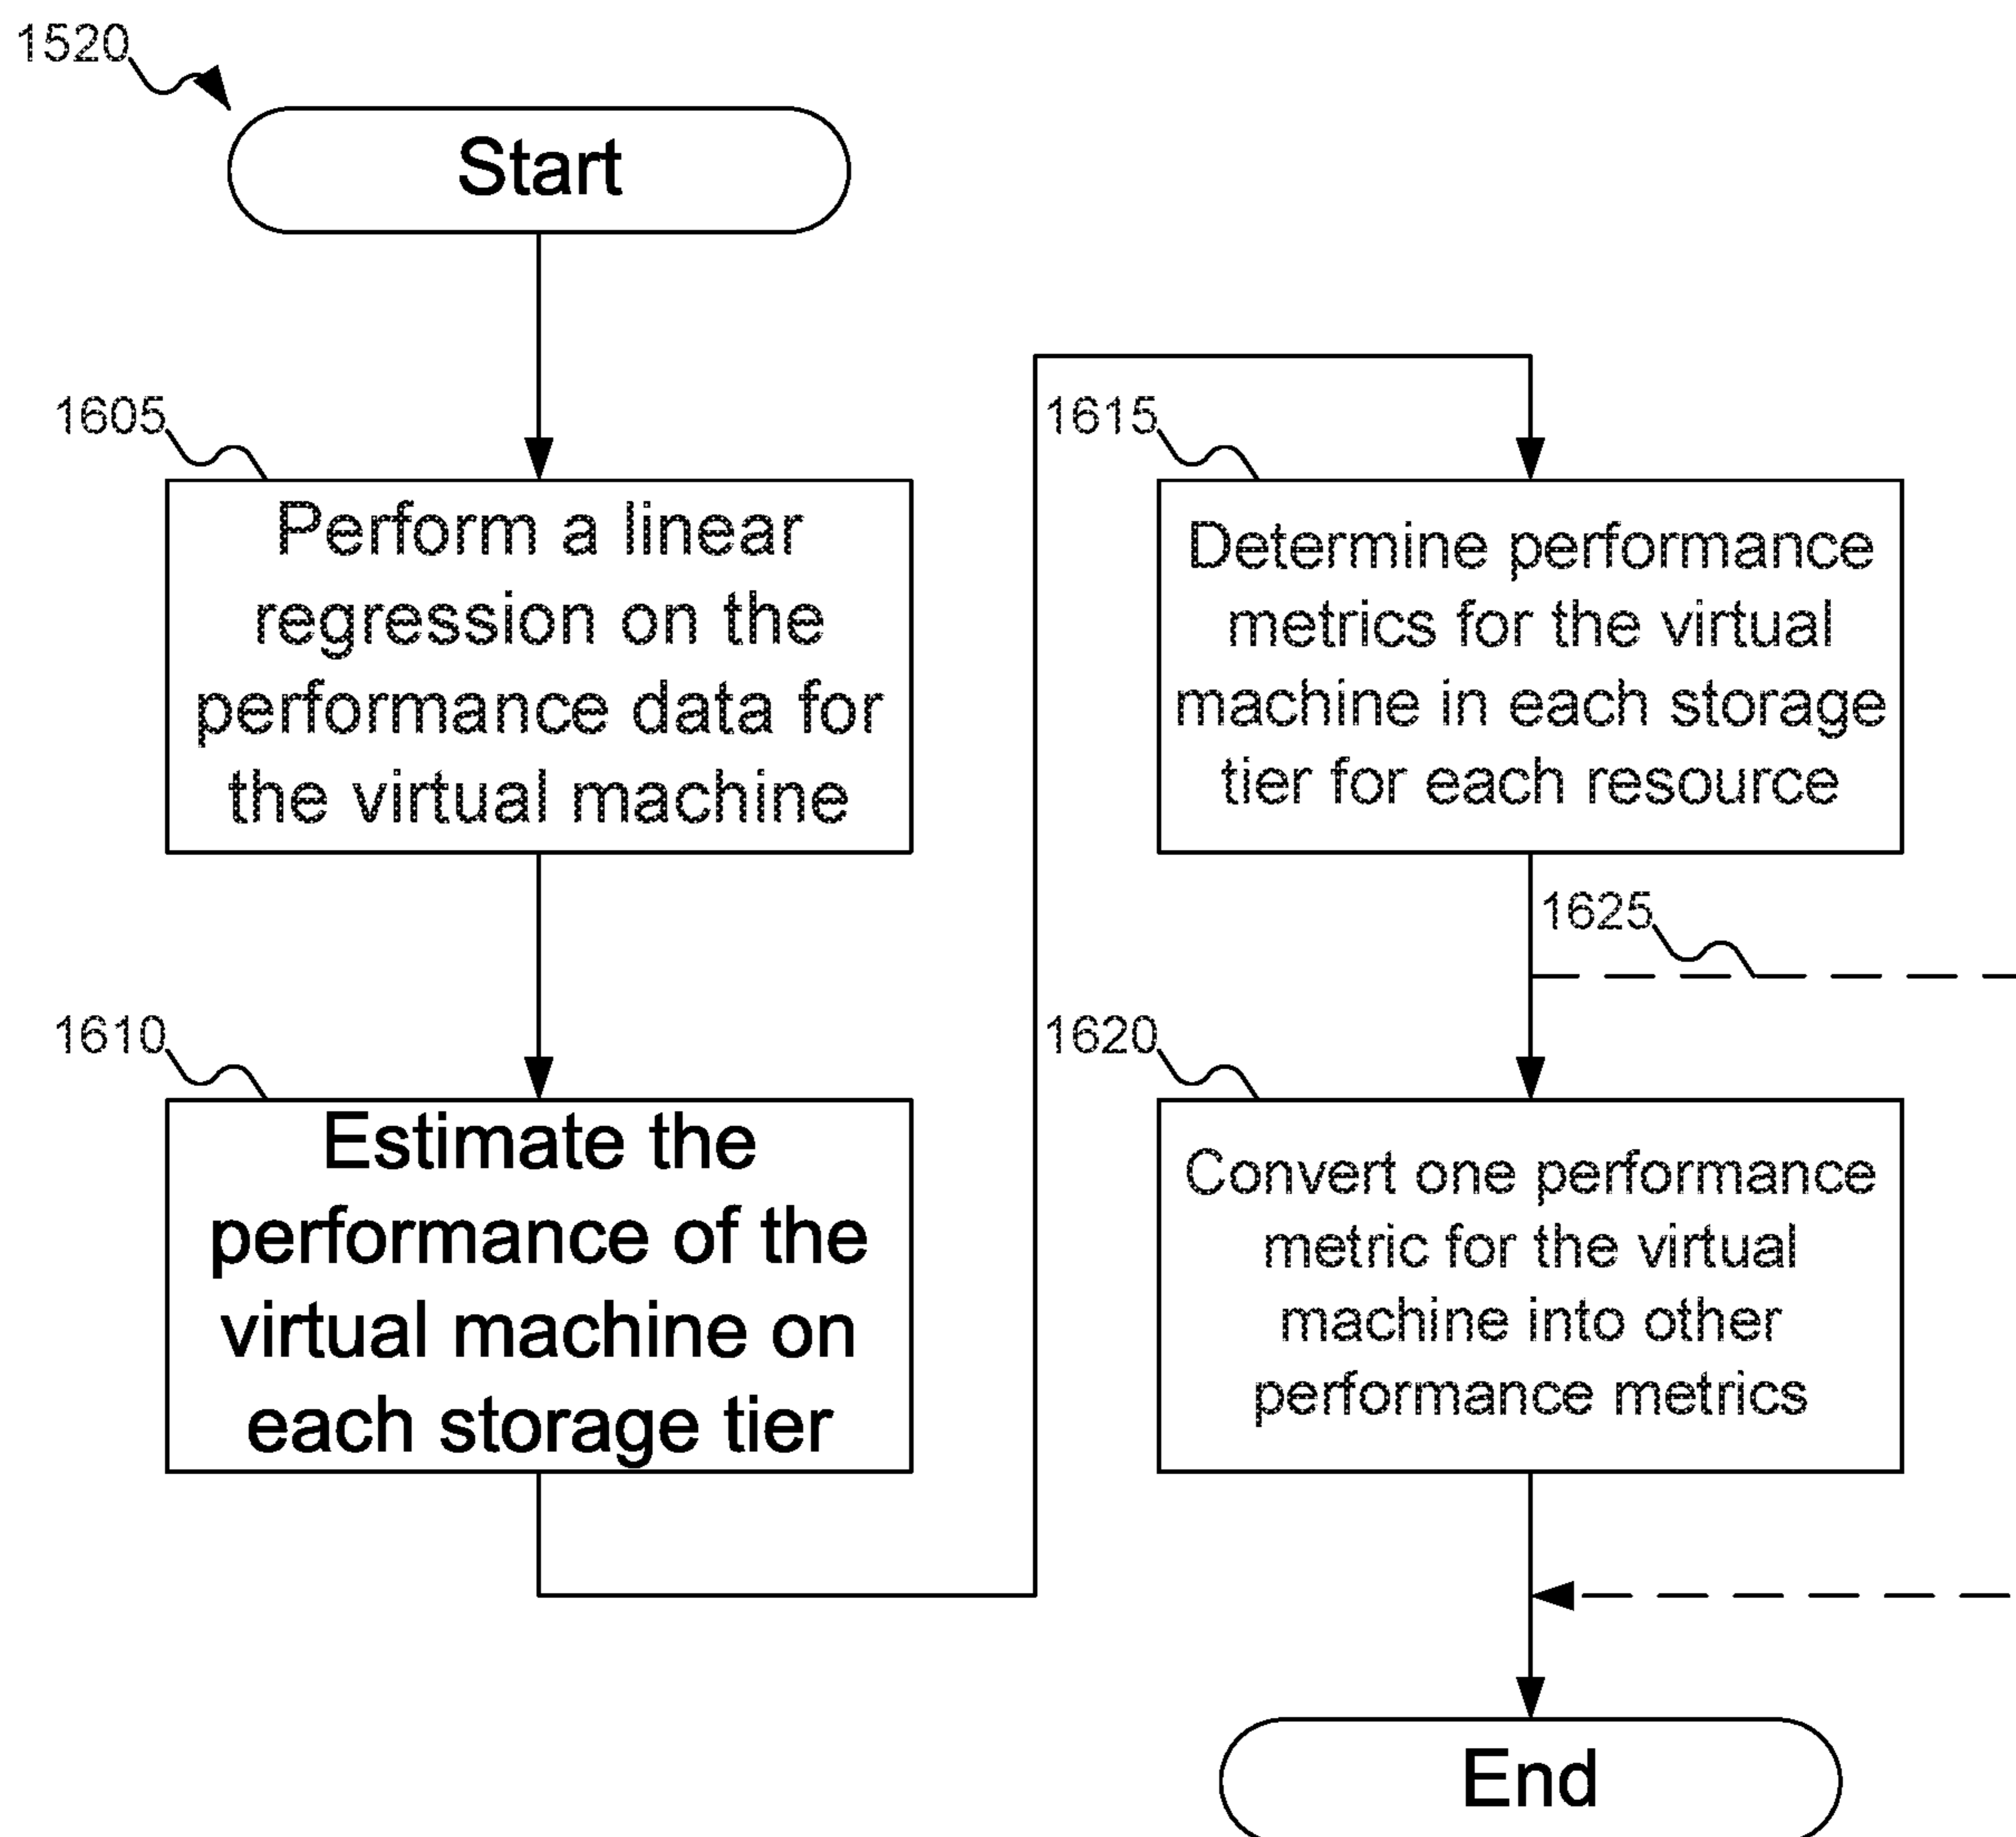 1520
Start
1605
Perform a linear
regression on the
performance data for
the virtual machine
1610
Estimate the
performance of the
virtual machine on
each storage tier
1615
Determine performance
metrics for the virtual
machine in each storage
tier for each resource
1625
1620
Convert one performance
metric for the virtual
machine into other
performance metrics
End